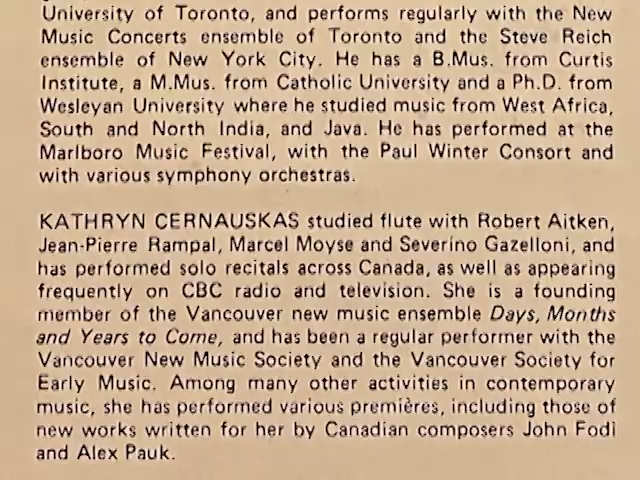 University of Toronto, and performs regularly with the New
Music Concerts ensemble of Toronto and the Steve Reich
ensemble of New York City. He has a B.Mus. from Curtis
Institute, a M.Mus. from Catholic University and a Ph.D. from
Wesleyan University where he studied music from West Africa,
South and North India, and Java. He has performed at the
Marlboro Music Festival, with the Paul Winter Consort and
with various symphony orchestras.
KATHRYN CERNAUSKAS studied flute with Robert Aitken,
Jean-Pierre Rampal, Marcel Moyse and Severino Gazelloni, and
has performed solo recitals across Canada, as well as appearing
frequently on CBC radio and television. She is a founding
member of the Vancouver new music ensemble Days, Months
and Years to Come, and has been a regular performer with the
Vancouver New Music Society and the Vancouver Society for
Early Music. Among many other activities in contemporary
music, she has performed various premières, including those of
new works written for her by Canadian composers John Fodi
and Alex Pauk.